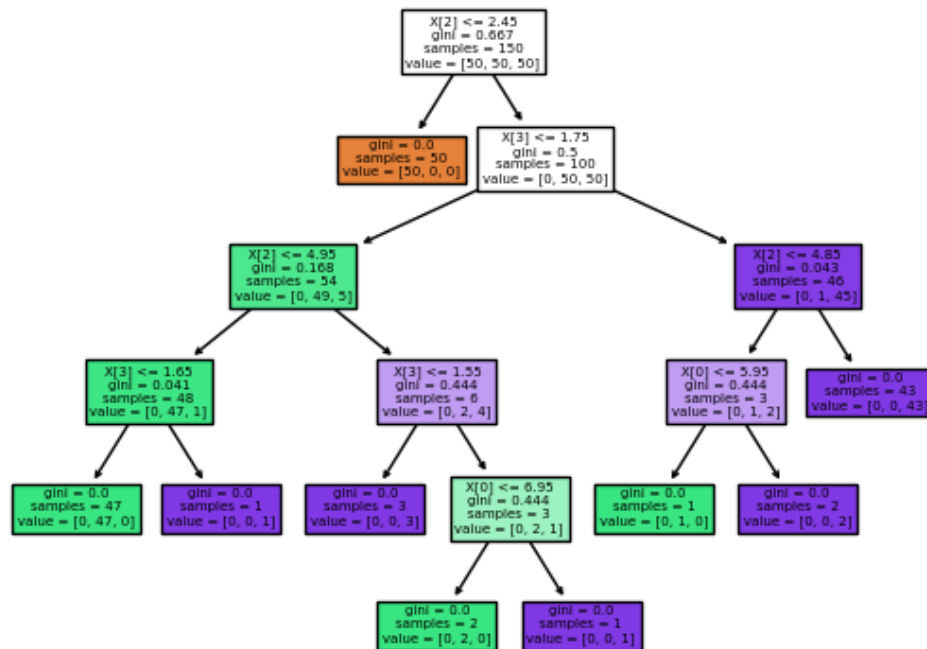 X[2] <= 2.45
gini = 0.667
samples = 150
value = [50, 50, 50]
gini = 0.0
samples = 50
value = [50, 0, 0]
X[3] <= 1.75
gini = 0.5
samples = 100
value = [0, 50, 50]
X[2] <= 4.95
gini = 0.168
samples = 54
value = [0, 49, 5]
X[2] <= 4.85
gini = 0.043
samples = 46
value = [0, 1, 45]
X[3] <= 1.65
gini = 0.041
samples = 48
value = [0, 47, 1]
X[3] <= 1.55
gini = 0.444
samples = 6
value = [0, 2, 4]
X[0] <= 5.95
gini = 0.444
samples = 3
value = [0, 1, 2]
gini = 0.0
samples = 43
value = [0, 0, 43]
gini = 0.0
samples = 47
value = [0, 47, 0]
gini = 0.0
samples = 1
value = [0, 0, 1]
gini = 0.0
samples = 3
value = [0, 0, 3]
X[0] <= 6.95
gini = 0.444
samples = 3
value = [0, 2, 1]
gini = 0.0
samples = 1
value = [0, 1, 0]
gini = 0.0
samples = 2
value = [0, 0, 2]
gini = 0.0
samples = 2
value = [0, 2, 0]
gini = 0.0
samples = 1
value = [0, 0, 1]